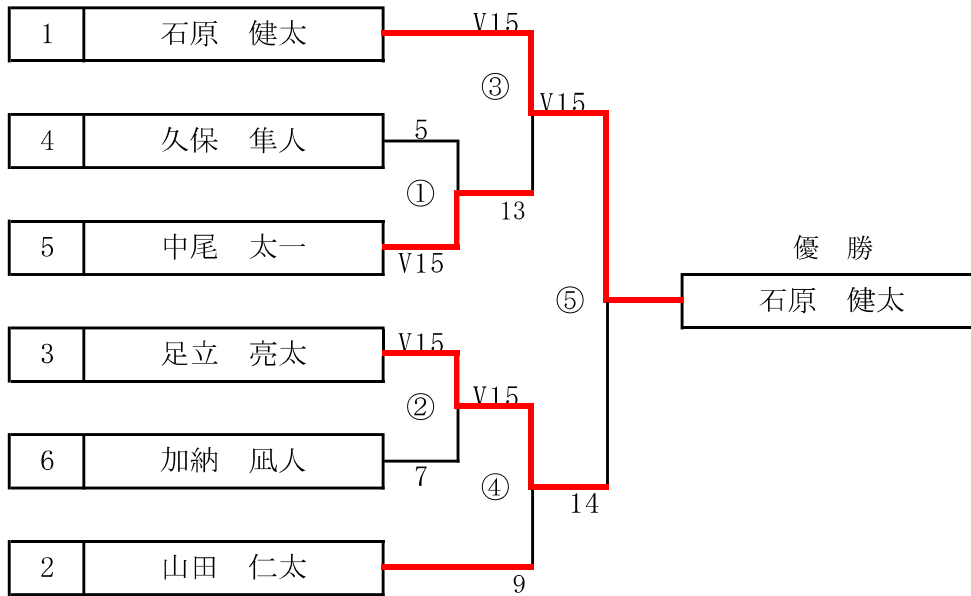 1 石原　健太 V15
③ V15
4 久保　隼人 5
①
13
5 中尾　太一 V15
優　勝
⑤ 石原　健太
3 足立　亮太 V15
② V15
6 加納　凪人 7
④ 14
2 山田　仁太 9